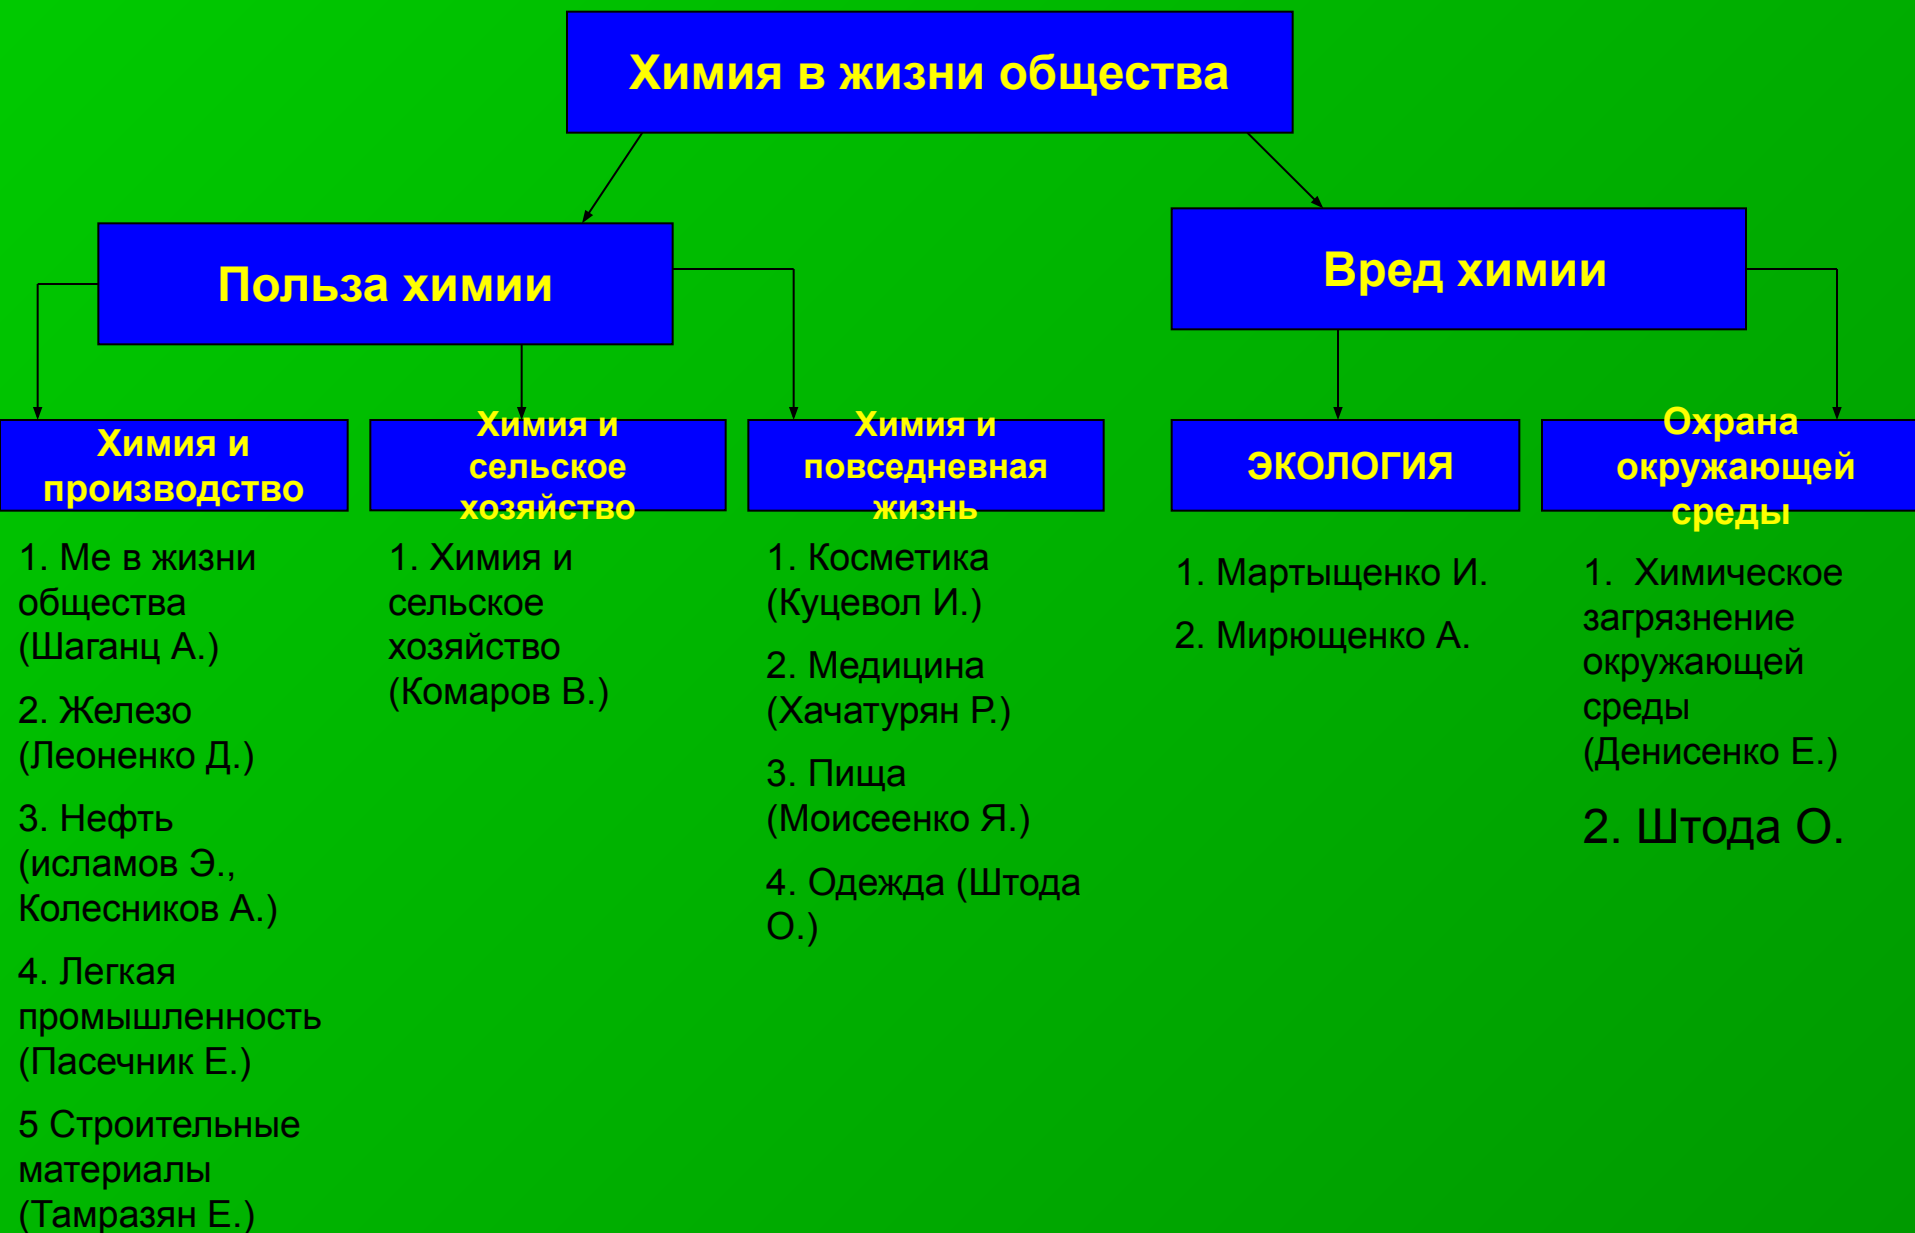 Химия в жизни общества
Польза химии
Вред химии
Химия и
производство
Химия и
сельское
хозяйство
Химия и
повседневная
жизнь
ЭКОЛОГИЯ
Охрана
окружающей
среды
1. Ме в жизни
общества
(Шаганц А.)
2. Железо
(Леоненко Д.)
3. Нефть
(исламов Э.,
Колесников А.)
4. Легкая
промышленность
(Пасечник Е.)
5 Строительные
материалы
(Тамразян Е.)
1. Химия и
сельское
хозяйство
(Комаров В.)
1. Косметика
(Куцевол И.)
2. Медицина
(Хачатурян Р.)
3. Пища
(Моисеенко Я.)
4. Одежда (Штода
О.)
1. Мартыщенко И.
2. Мирющенко А.
1. Химическое
загрязнение
окружающей
среды
(Денисенко Е.)
2. Штода О.